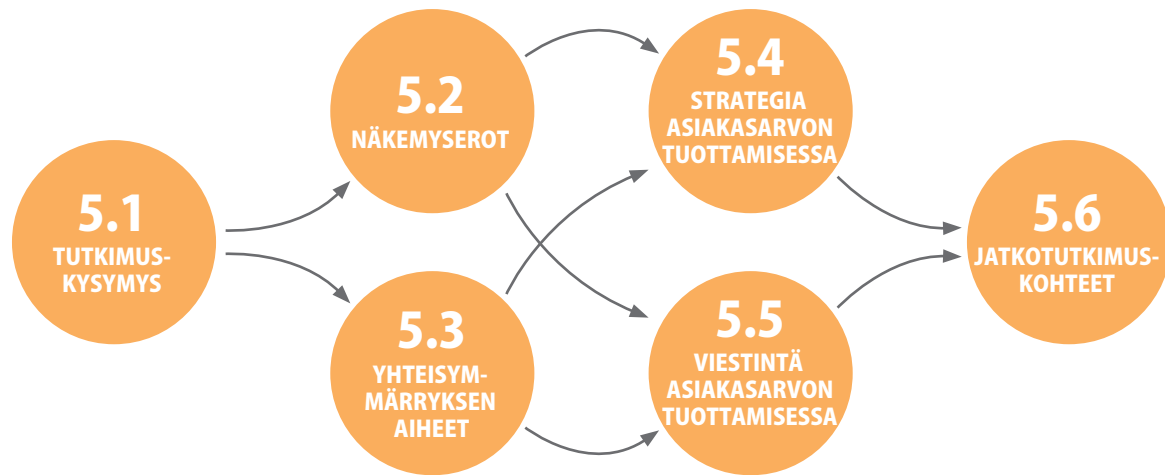 5.1
TUTKIMUS-
KYSYMYS
5.2
NÄKEMYSEROT
5.3
YHTEISYM-
MÄRRYKSEN
AIHEET
5.4
STRATEGIA
ASIAKASARVON
TUOTTAMISESSA
5.5
VIESTINTÄ
ASIAKASARVON
TUOTTAMISESSA
5.6
JATKOTUTKIMUS-
KOHTEET